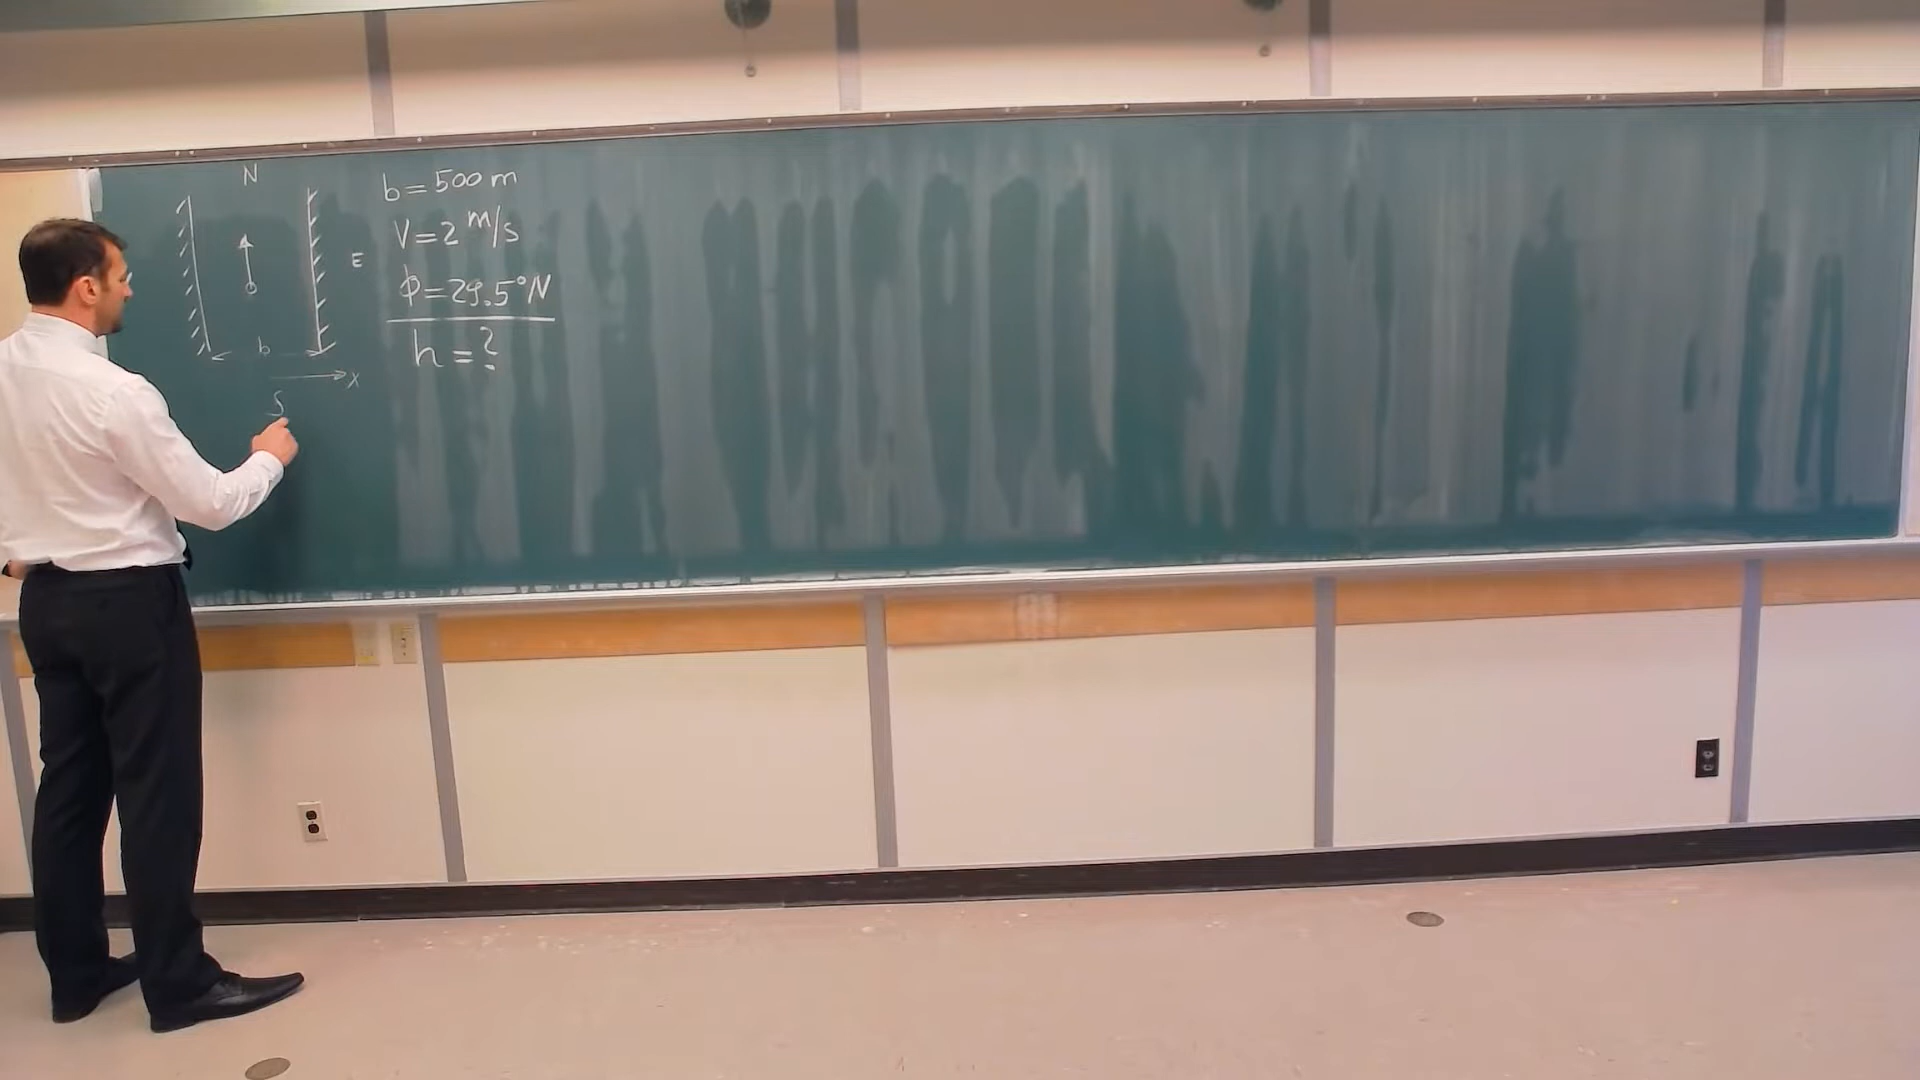 N
E
b
x
S
b = 500 m
V = 2 m/s
φ = 29.5° N
h = ?